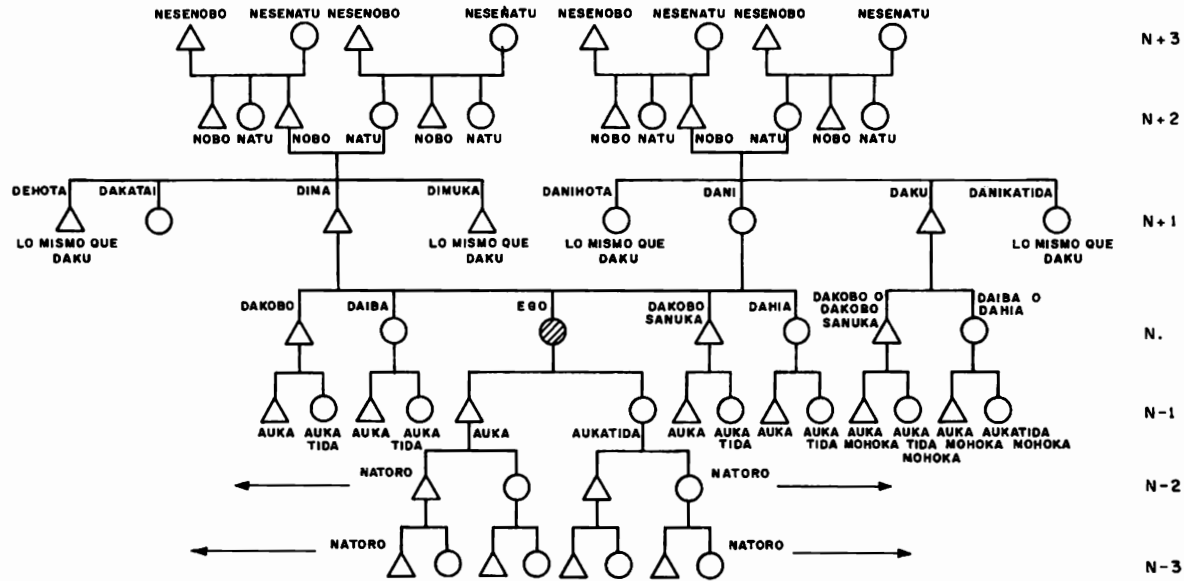 NESENOBO NESENATU NESENOBO NESENATU NESENOBO NESENATU NESENOBO NESENATU
N+3
N+2
NOBO NATU NOBO NATU NOBO NATU NOBO NATU NOBO NATU NOBO NATU
DEHOTA DAKATAI DIMA DIMUKA DANIHOTA DANI DAKU DANIKATIDA
N+1
LO MISMO QUE LO MISMO QUE LO MISMO QUE LO MISMO QUE
DAKU DAKU DAKU DAKU
DAKOBO DAIBA EGO DAKOBO DAHIA DAKOBO O DAIBA O
SANUKA DAKOBO DAHIA
SANUKA
N.
N-1
AUKA AUKA AUKA AUKA AUKA AUKATIDA AUKA AUKA AUKA AUKA AUKA AUKA AUKA AUKATIDA
TIDA TIDA TIDA TIDA MOHOKA TIDA MOHOKA MOHOKA
MOHOKA
NATORO NATORO
N-2
NATORO NATORO
N-3